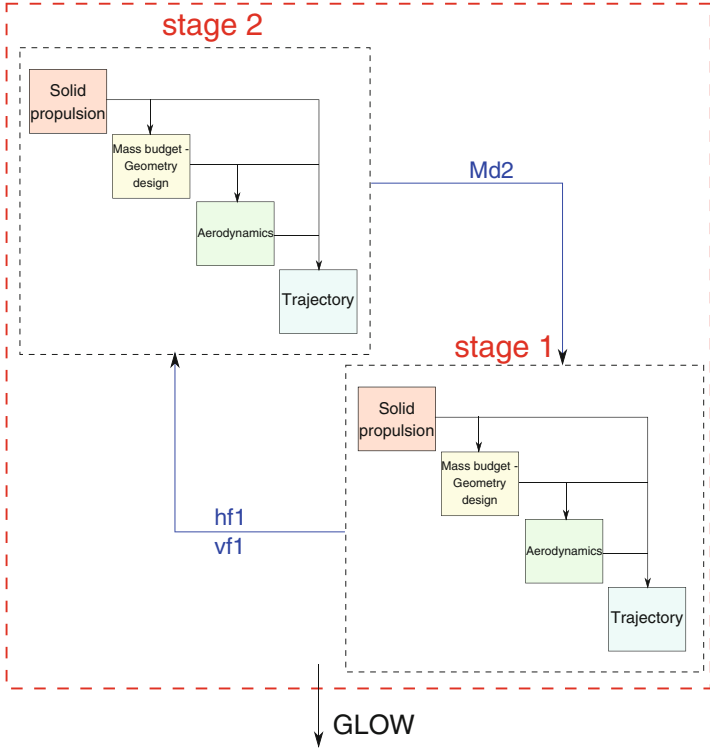 stage 2
Solid
propulsion
Mass budget -
Geometry
design
Aerodynamics
Trajectory
Md2
stage 1
Solid
propulsion
Mass budget -
Geometry
design
Aerodynamics
Trajectory
hf1
vf1
GLOW